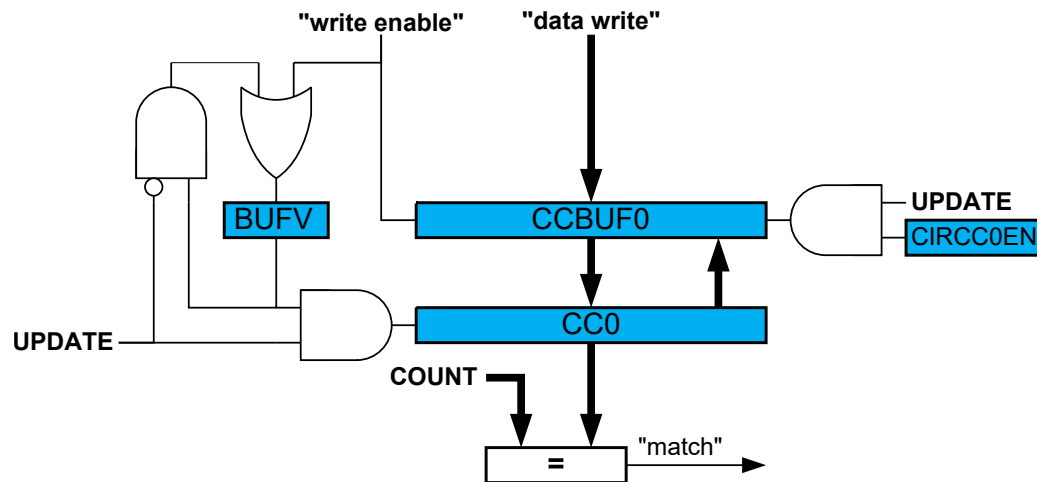 "write enable"
"data write"
BUFV
CCBUF0
UPDATE
CIRCC0EN
UPDATE
CC0
COUNT
=
"match"